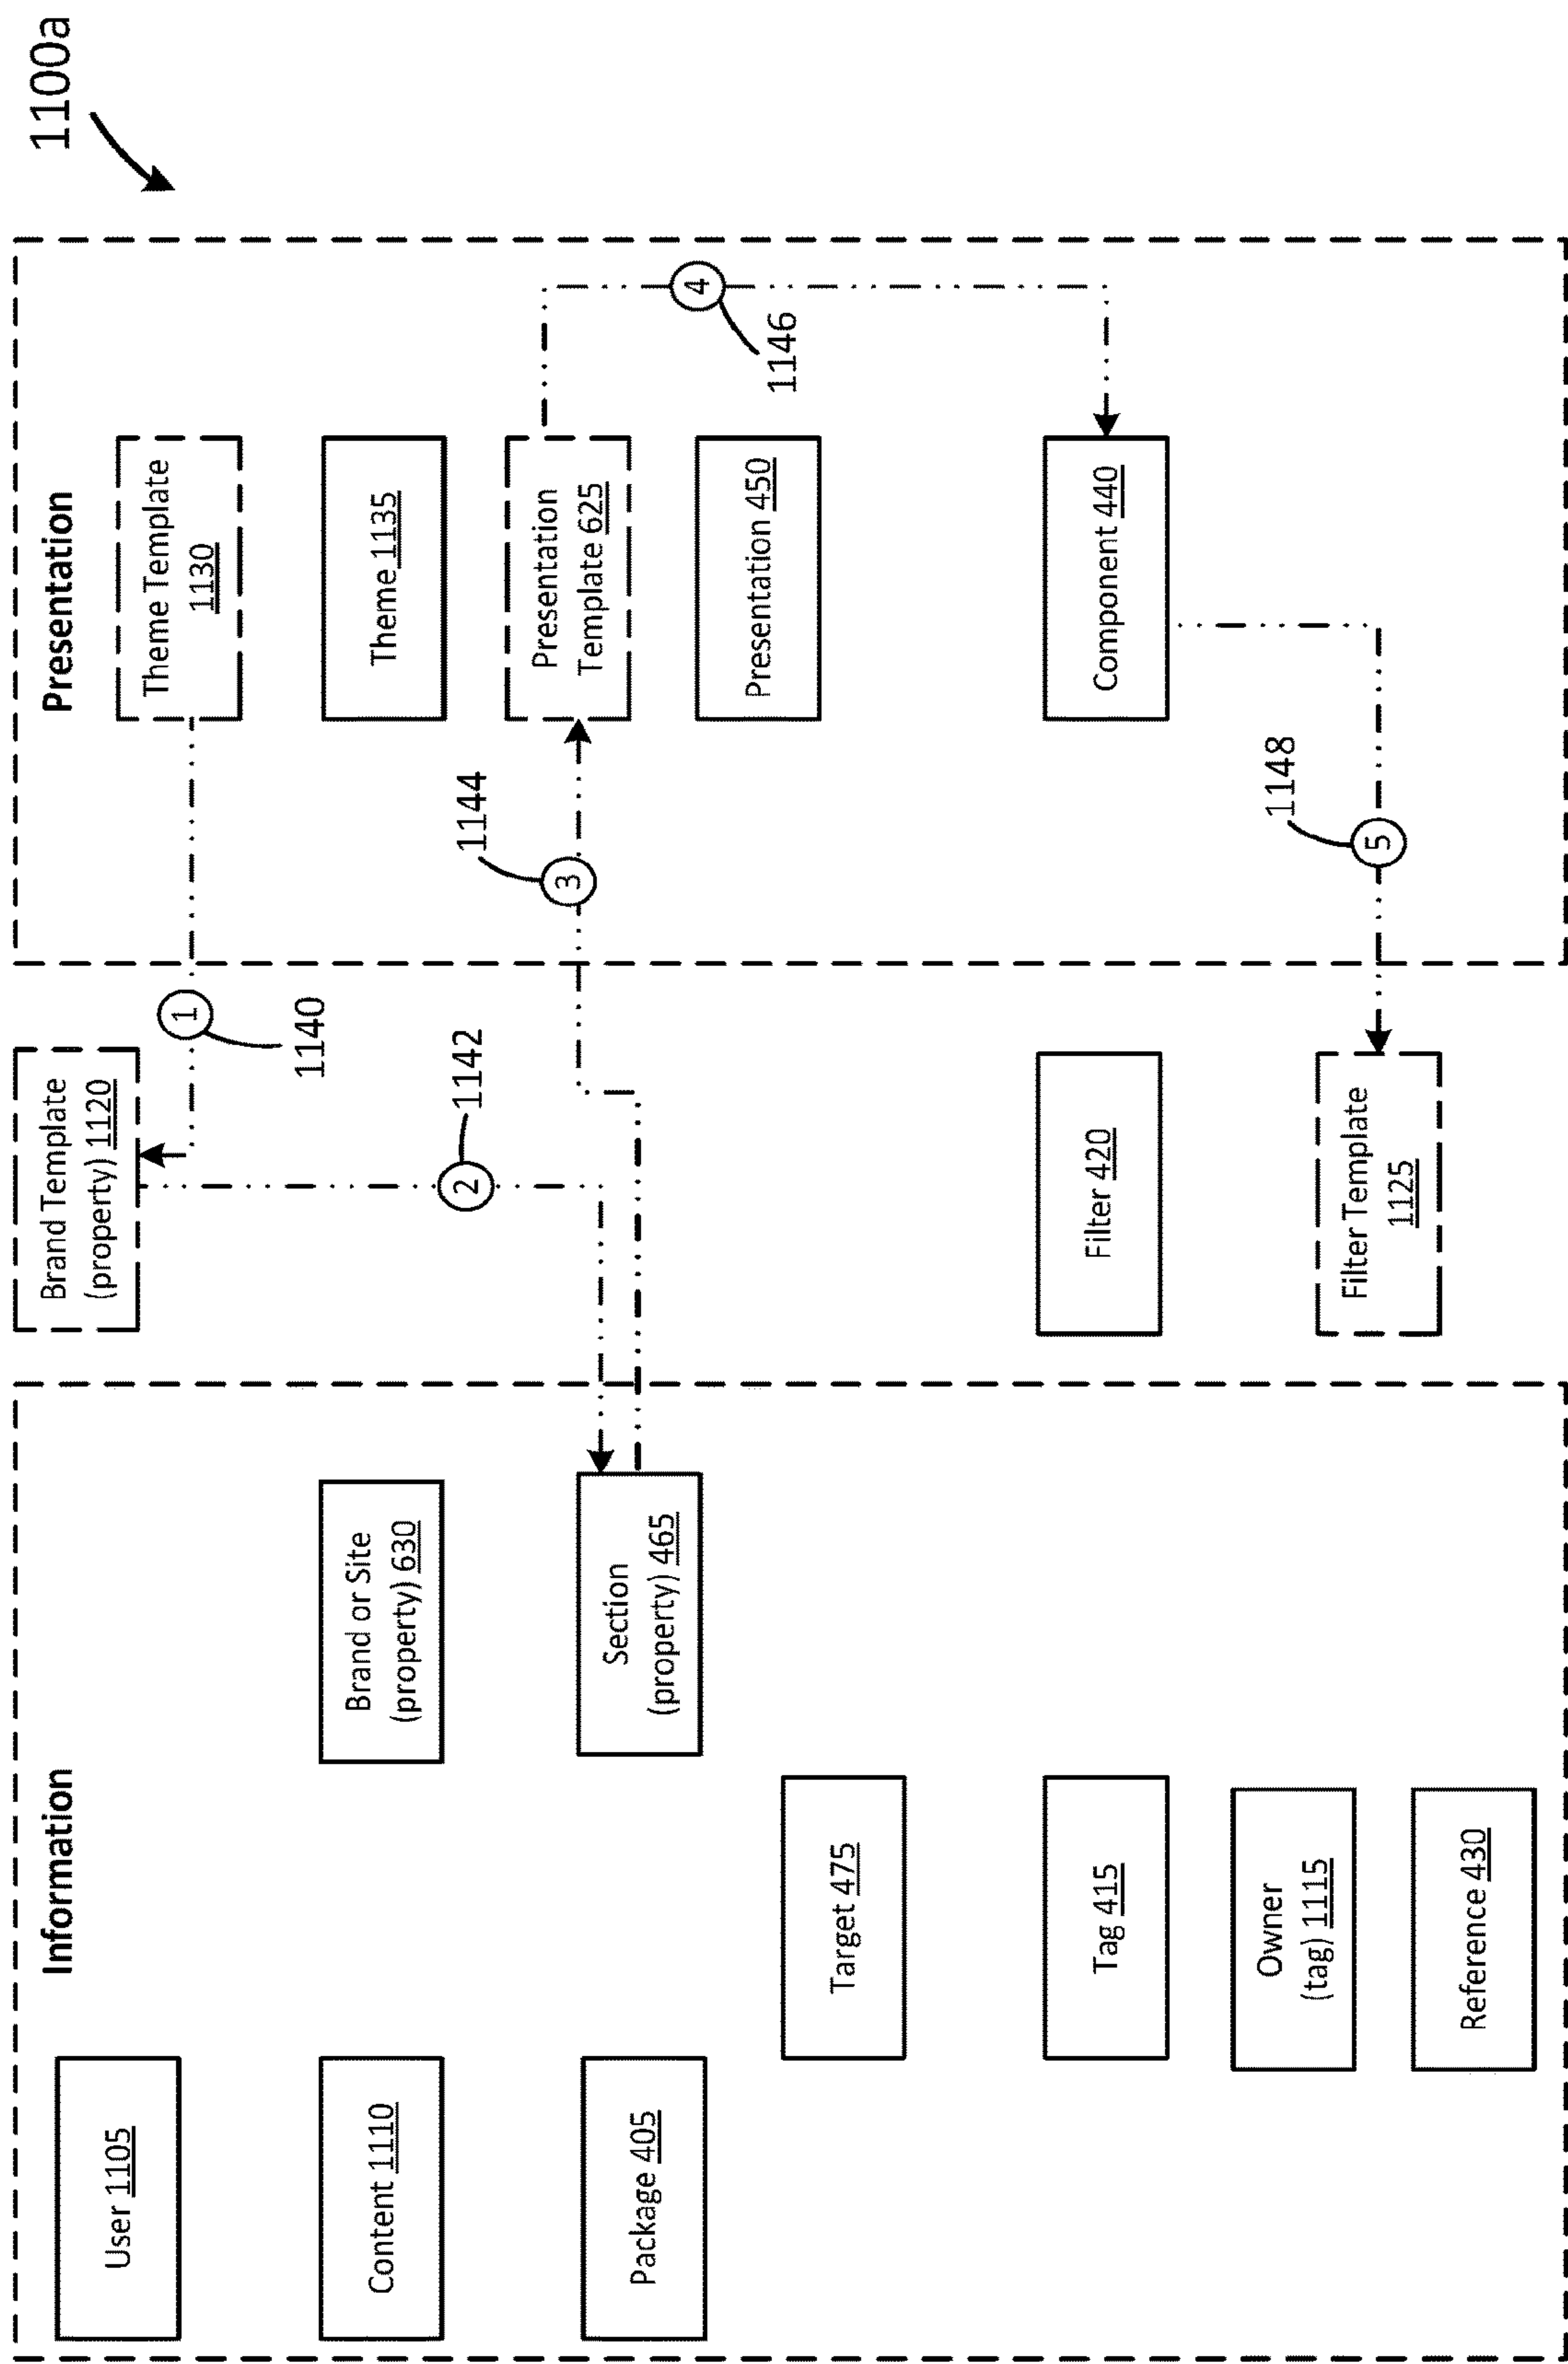 1100a
Information
Presentation
User 1105
Content 1110
Package 405
Brand or Site
(property) 630
Section
(property) 465
Target 475
Tag 415
Owner
(tag) 1115
Reference 430
Brand Template
(property) 1120
1
1140
2
1142
3
1144
Filter 420
Filter Template
1125
Theme Template
1130
Theme 1135
Presentation
Template 625
Presentation 450
4
1146
Component 440
5
1148